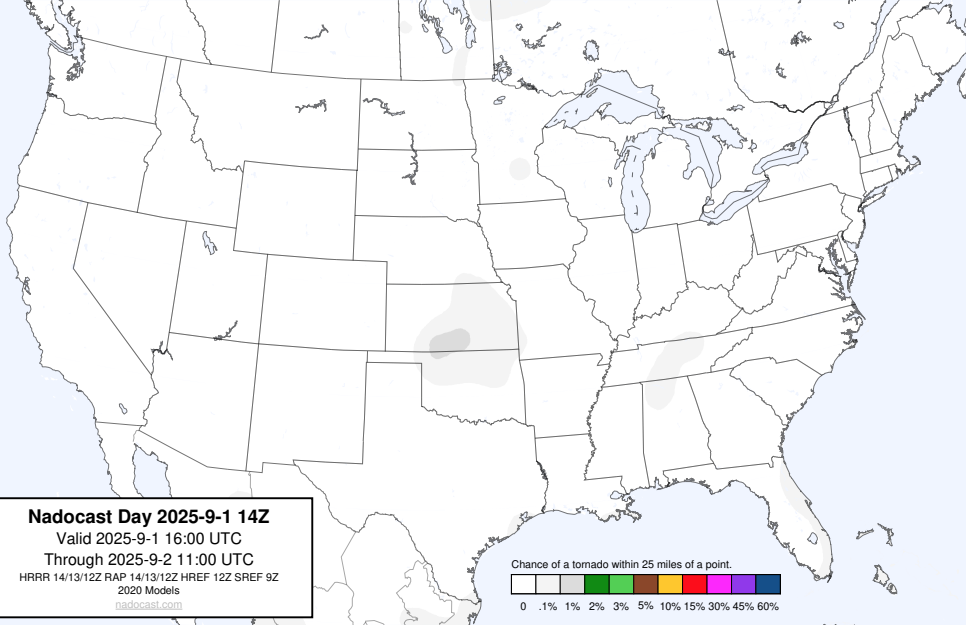 Nadocast Day 2025-9-1 14Z
Valid 2025-9-1 16:00 UTC
Through 2025-9-2 11:00 UTC
HRRR 14/13/12Z RAP 14/13/12Z HREF 12Z SREF 9Z
2020 Models
nadocast.com
Chance of a tornado within 25 miles of a point.
0 .1% 1% 2% 3% 5% 10% 15% 30% 45% 60%